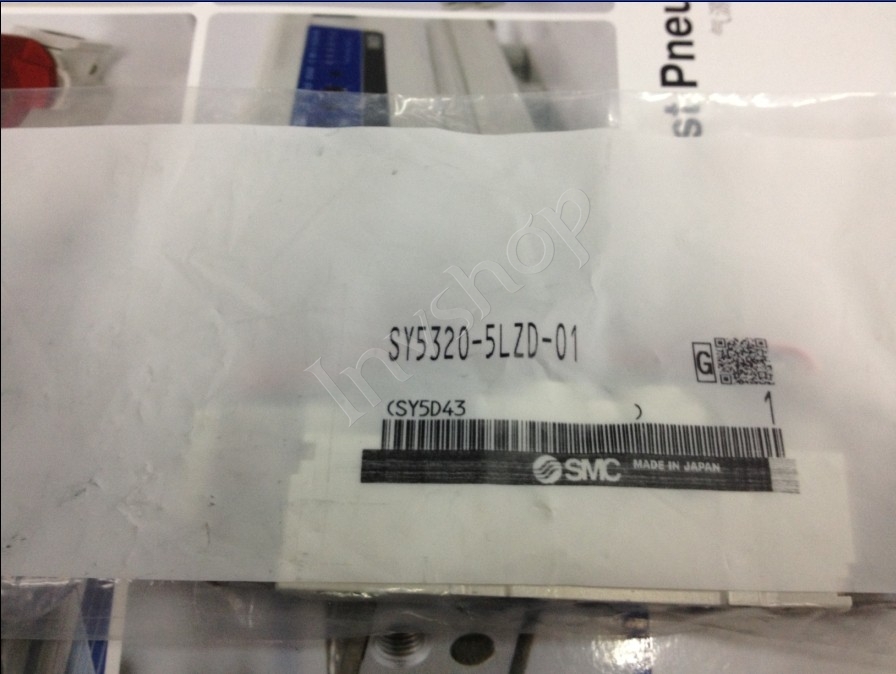 st Pneu
Invshop
SY5320-5LZD-01
G
(SY5D43 )
1
SMC MADE IN JAPAN